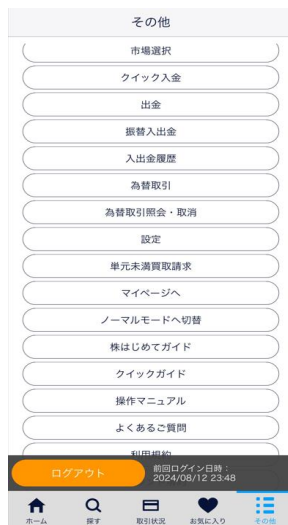 その他
市場選択
クイック入金
出金
振替入出金
入出金履歴
為替取引
為替取引照会・取消
設定
単元未満買取請求
マイページへ
ノーマルモードへ切替
株はじめてガイド
クイックガイド
操作マニュアル
よくあるご質問
利用規約
ログアウト
前回ログイン日時：
2024/08/12 23:48
ホーム
探す
取引状況
お気に入り
その他